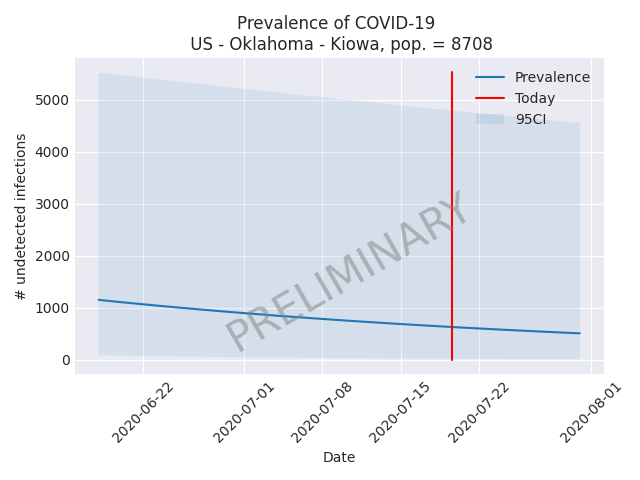 Prevalence of COVID-19
US - Oklahoma - Kiowa, pop. = 8708
Prevalence
Today
95CI
5000
4000
3000
2000
1000
0
# undetected infections
PRELIMINARY
2020-06-22
2020-07-01
2020-07-08
2020-07-15
2020-07-22
2020-08-01
Date